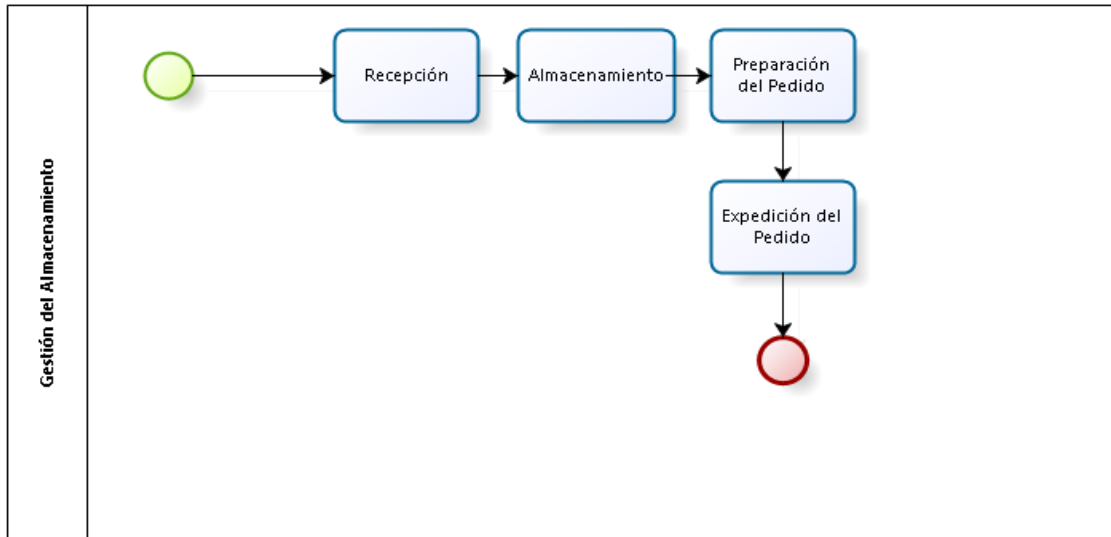 Gestión del Almacenamiento
Recepción
Almacenamiento
Preparación
del Pedido
Expedición del
Pedido